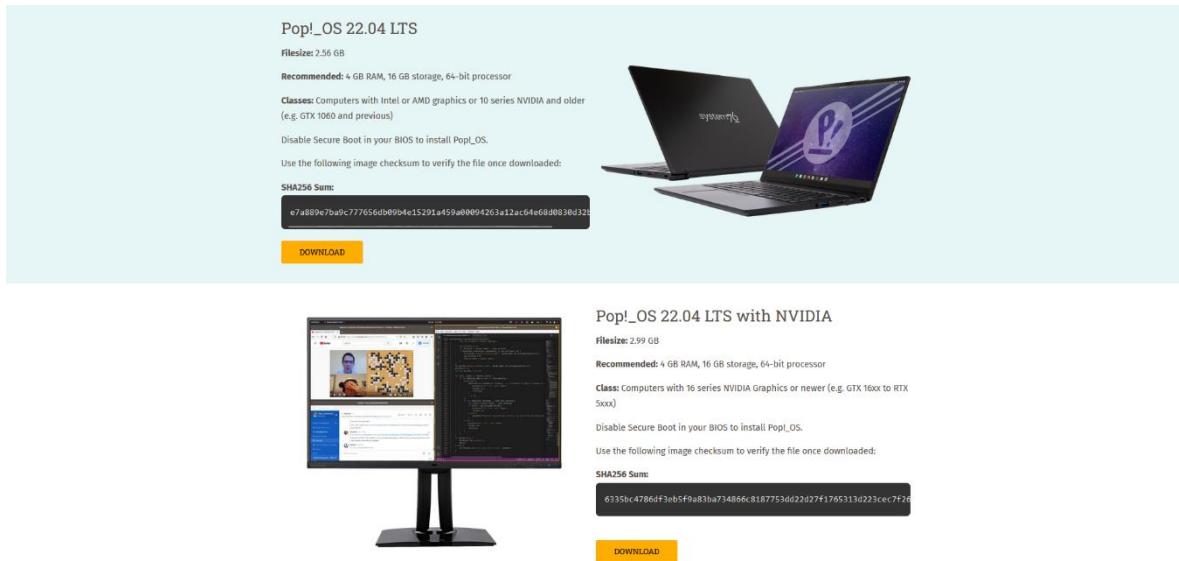 Pop!_OS 22.04 LTS
Filesize: 2.56 GB
Recommended: 4 GB RAM, 16 GB storage, 64-bit processor
Classes: Computers with Intel or AMD graphics or 10 series NVIDIA and older
(e.g. GTX 1060 and previous)
Disable Secure Boot in your BIOS to install Pop!_OS.
Use the following image checksum to verify the file once downloaded:
SHA256 Sum:
e7a889e7ba9c777656db09b4e15291a459a00094263a12ac64e68d0830d32b
DOWNLOAD
system76
P!
Pop!_OS 22.04 LTS with NVIDIA
Filesize: 2.99 GB
Recommended: 4 GB RAM, 16 GB storage, 64-bit processor
Class: Computers with 16 series NVIDIA Graphics or newer (e.g. GTX 16xx to RTX
5xxx)
Disable Secure Boot in your BIOS to install Pop!_OS.
Use the following image checksum to verify the file once downloaded:
SHA256 Sum:
6335bc4786df3eb5f9a83ba734866c8187753dd22d27f1765313d223cec7f26
DOWNLOAD